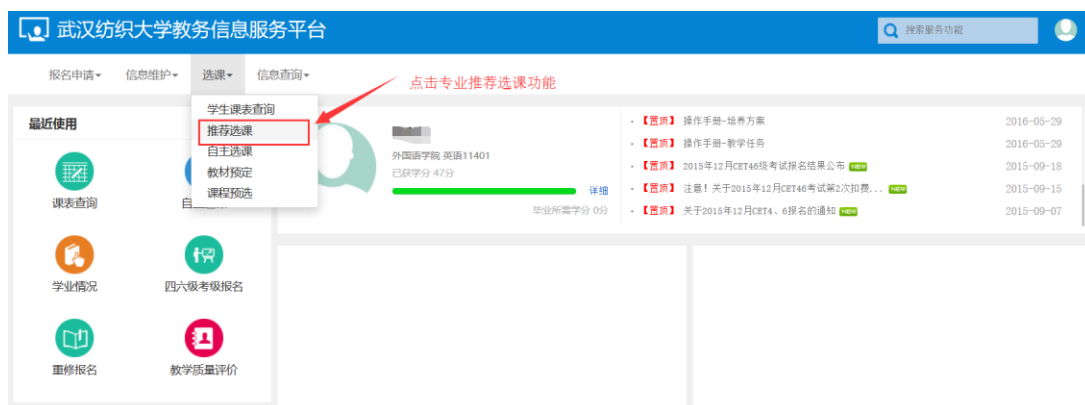 武汉纺织大学教务信息服务平台
搜索服务功能
报名申请 信息维护 选课 信息查询
点击专业推荐选课功能
学生课表查询
推荐选课
自主选课
教材预定
课程预选
最近使用
课表查询
学业情况
四六级考级报名
重修报名
教学质量评价
外国语学院 英语11401
已获学分 47分
详细
毕业所需学分 0分
【置顶】 操作手册-培养方案 2016-05-29
【置顶】 操作手册-教学任务 2016-05-29
【置顶】 2015年12月CET46级考试报名结果公布 NEW 2015-09-18
【置顶】 注意！关于2015年12月CET46考试第2次扣费... NEW 2015-09-15
【置顶】 关于2015年12月CET4、6报名的通知 NEW 2015-09-07